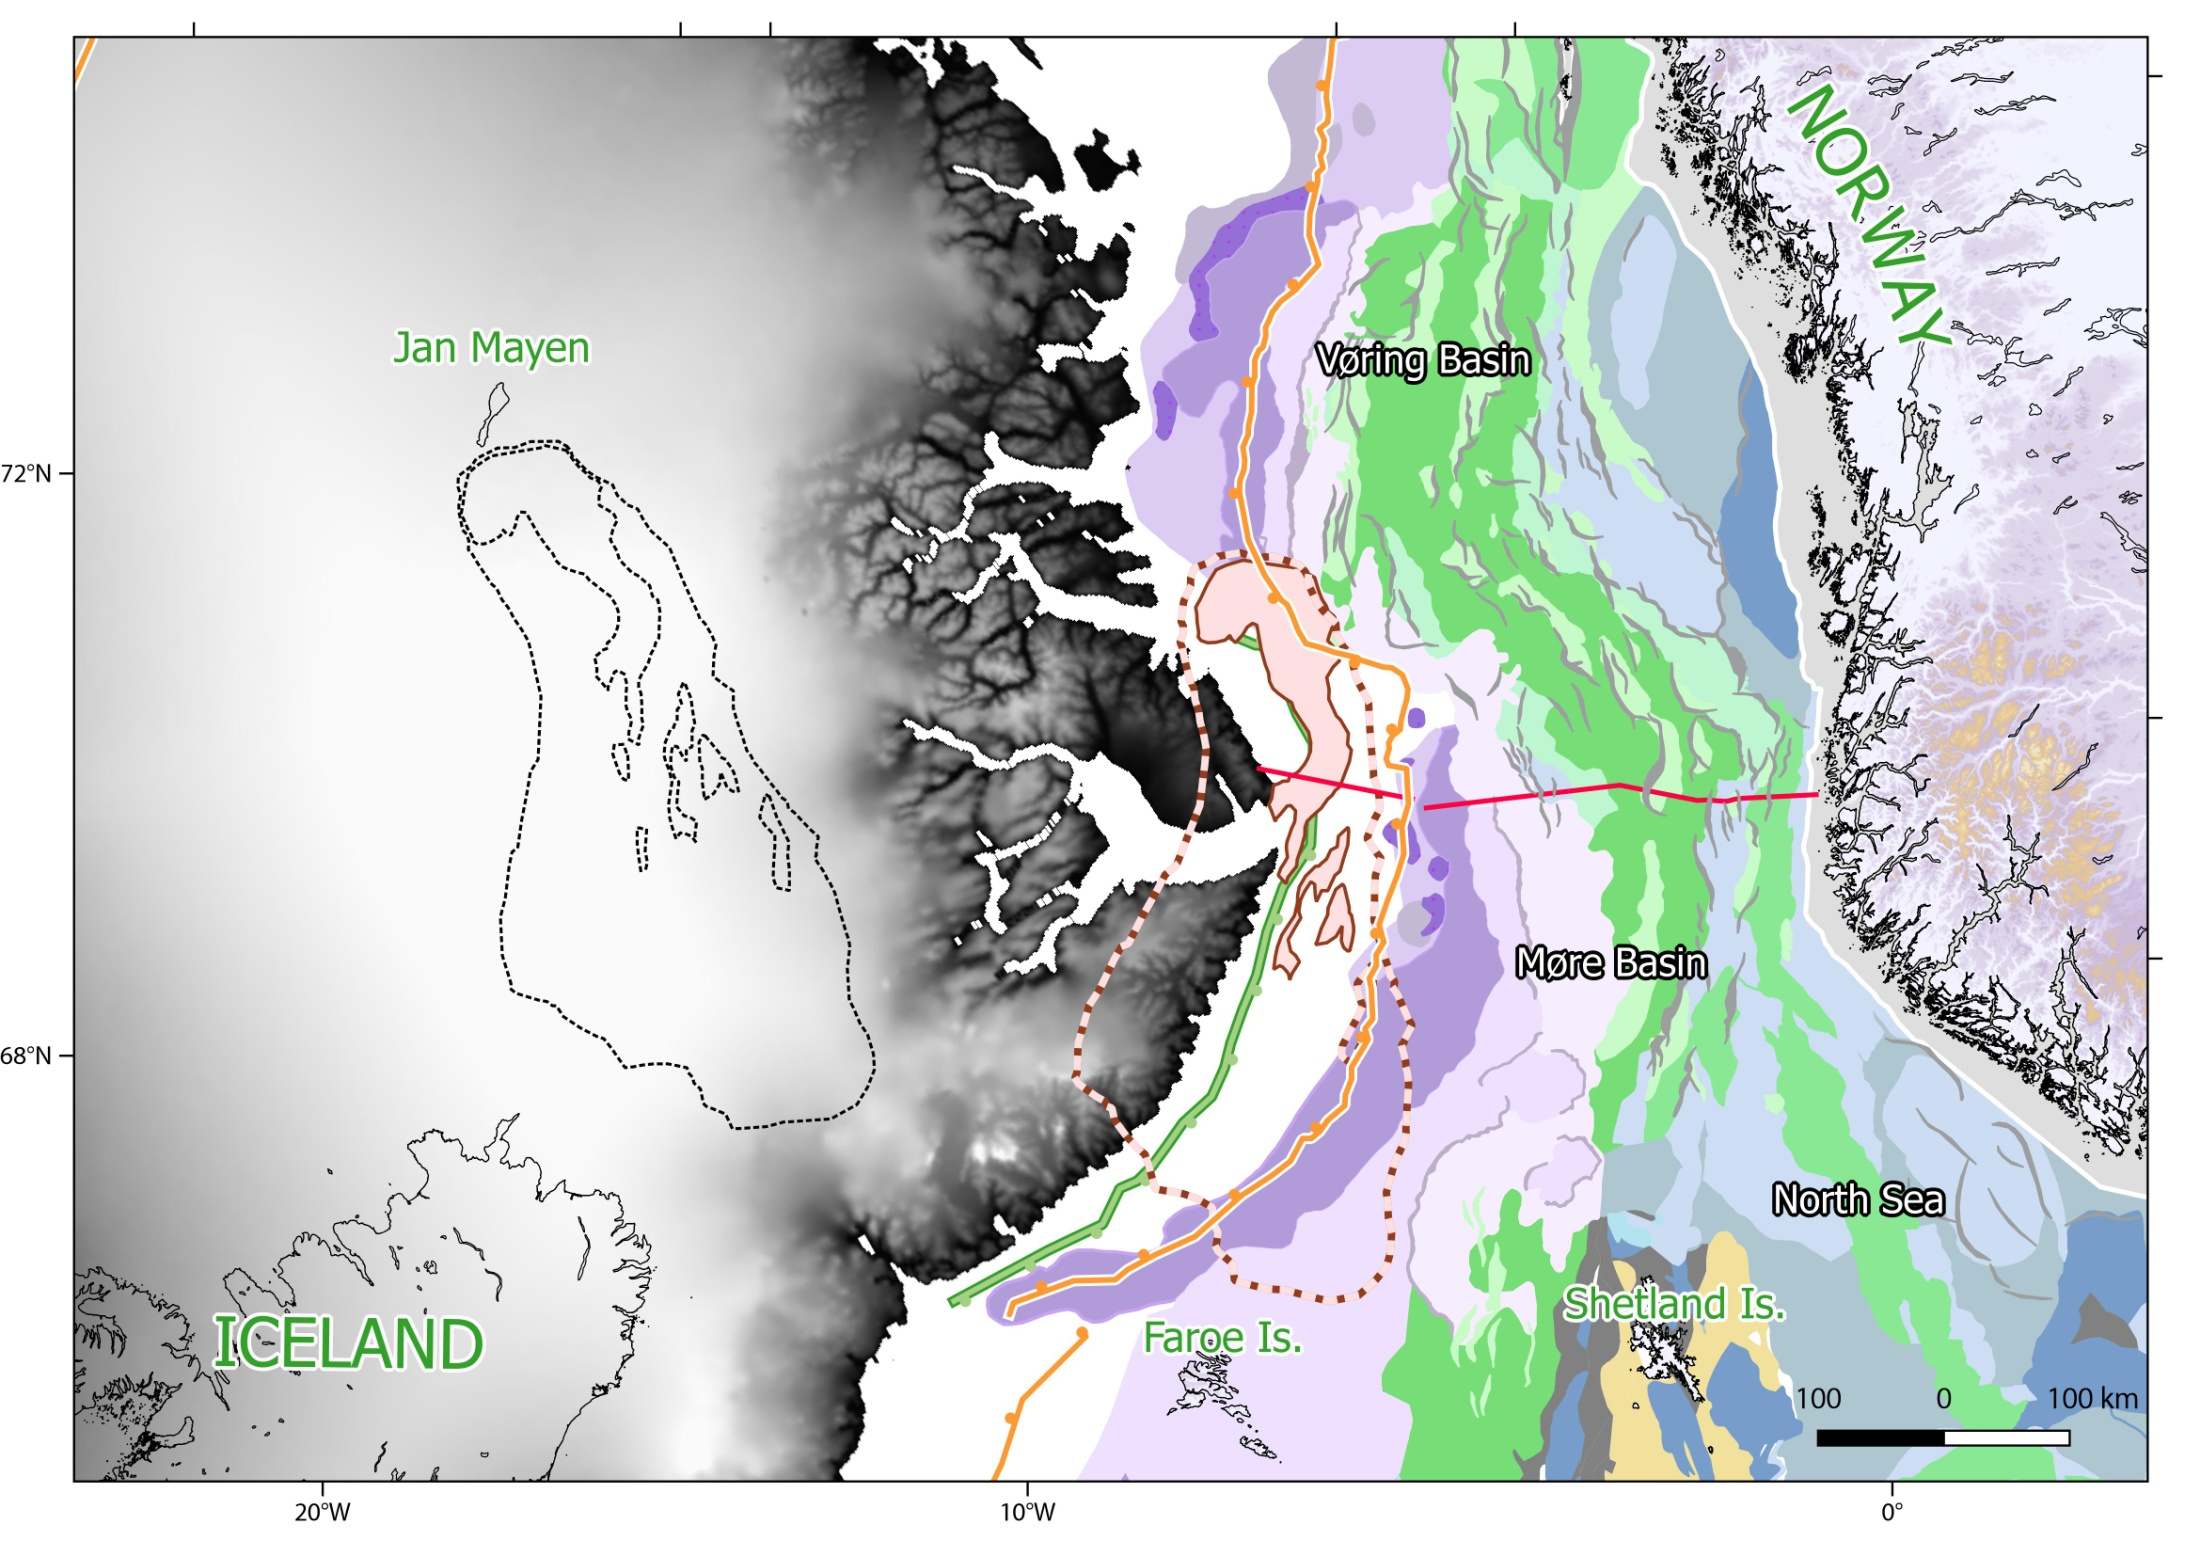 NORWAY
Jan Mayen
Vøring Basin
72°N
Møre Basin
68°N
North Sea
ICELAND
Faroe Is.
Shetland Is.
100 0 100 km
20°W 10°W 0°